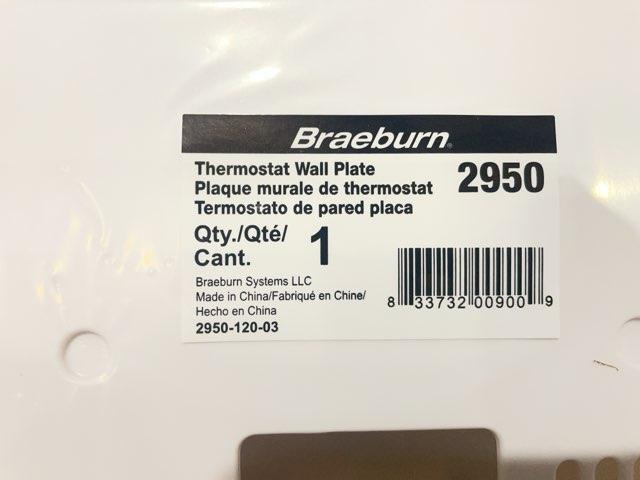 Braeburn®
Thermostat Wall Plate
Plaque murale de thermostat
Termostato de pared placa
2950
Qty./Qté/
Cant.
1
Braeburn Systems LLC
Made in China/Fabriqué en Chine/
Hecho en China
2950-120-03
8 33732 00900 9